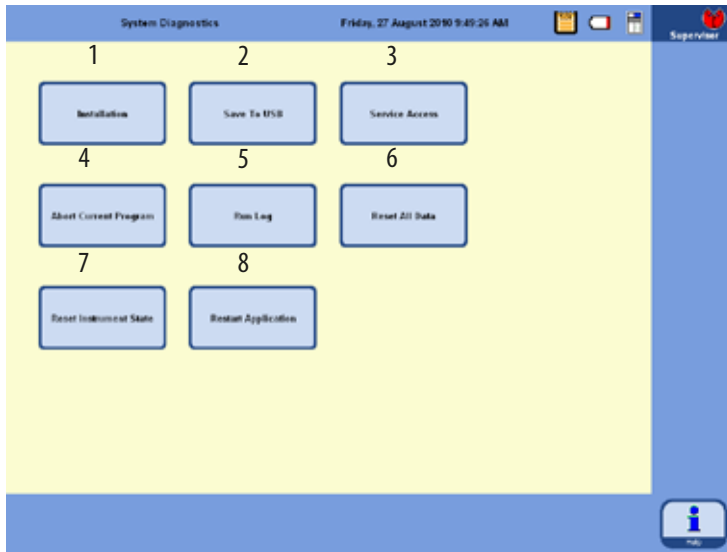 System Diagnostics Friday, 27 August 2010 9:49:26 AM
Supervisor
1 2 3
Installation Save To USB Service Access
4 5 6
Abort Current Program Run Log Reset All Data
7 8
Reset Instrument State Restart Application
Help